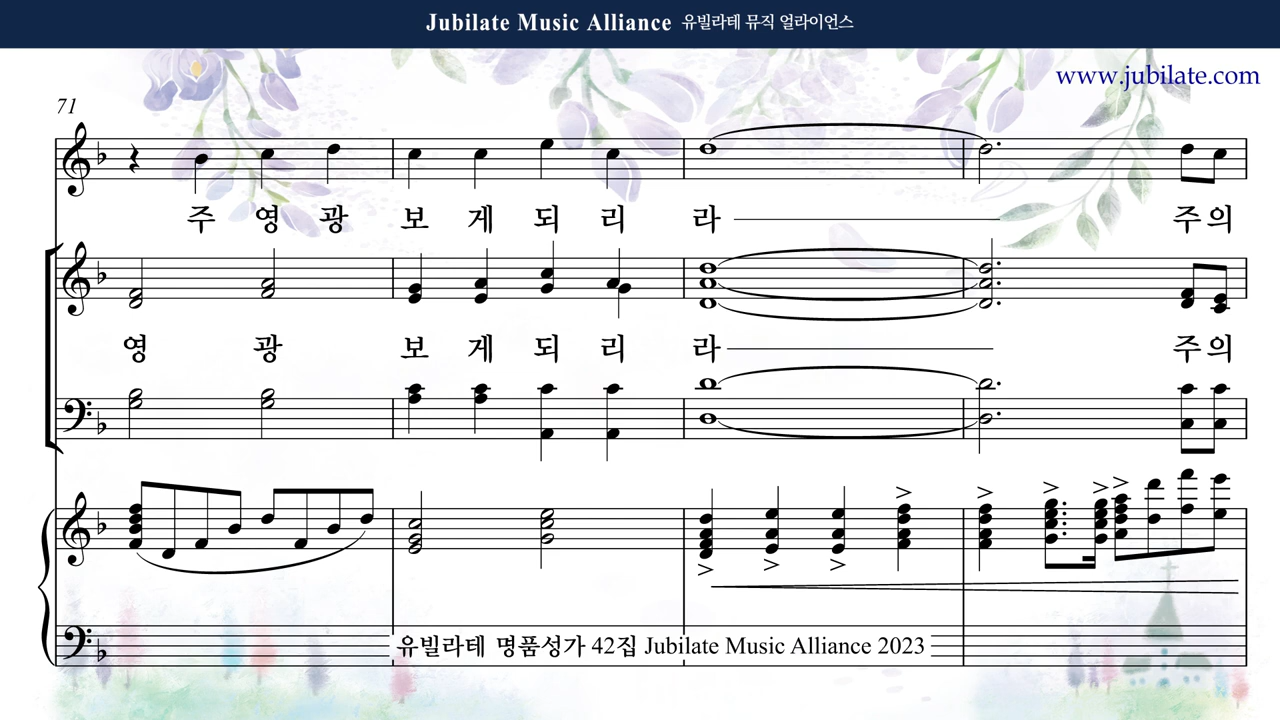 Jubilate Music Alliance 유빌라테 뮤직 얼라이언스
www.jubilate.com
71
주 영 광 보 게 되 리 라 주의
영 광 보 게 되 리 라 주의
유빌라테 명품성가 42집 Jubilate Music Alliance 2023